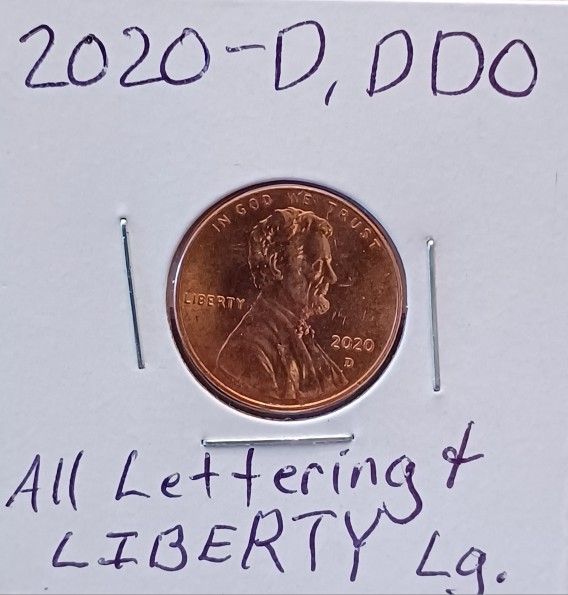 2020-D, DDO
IN GOD WE TRUST
LIBERTY
2020
D
All Lettering &
LIBERTY Lg.